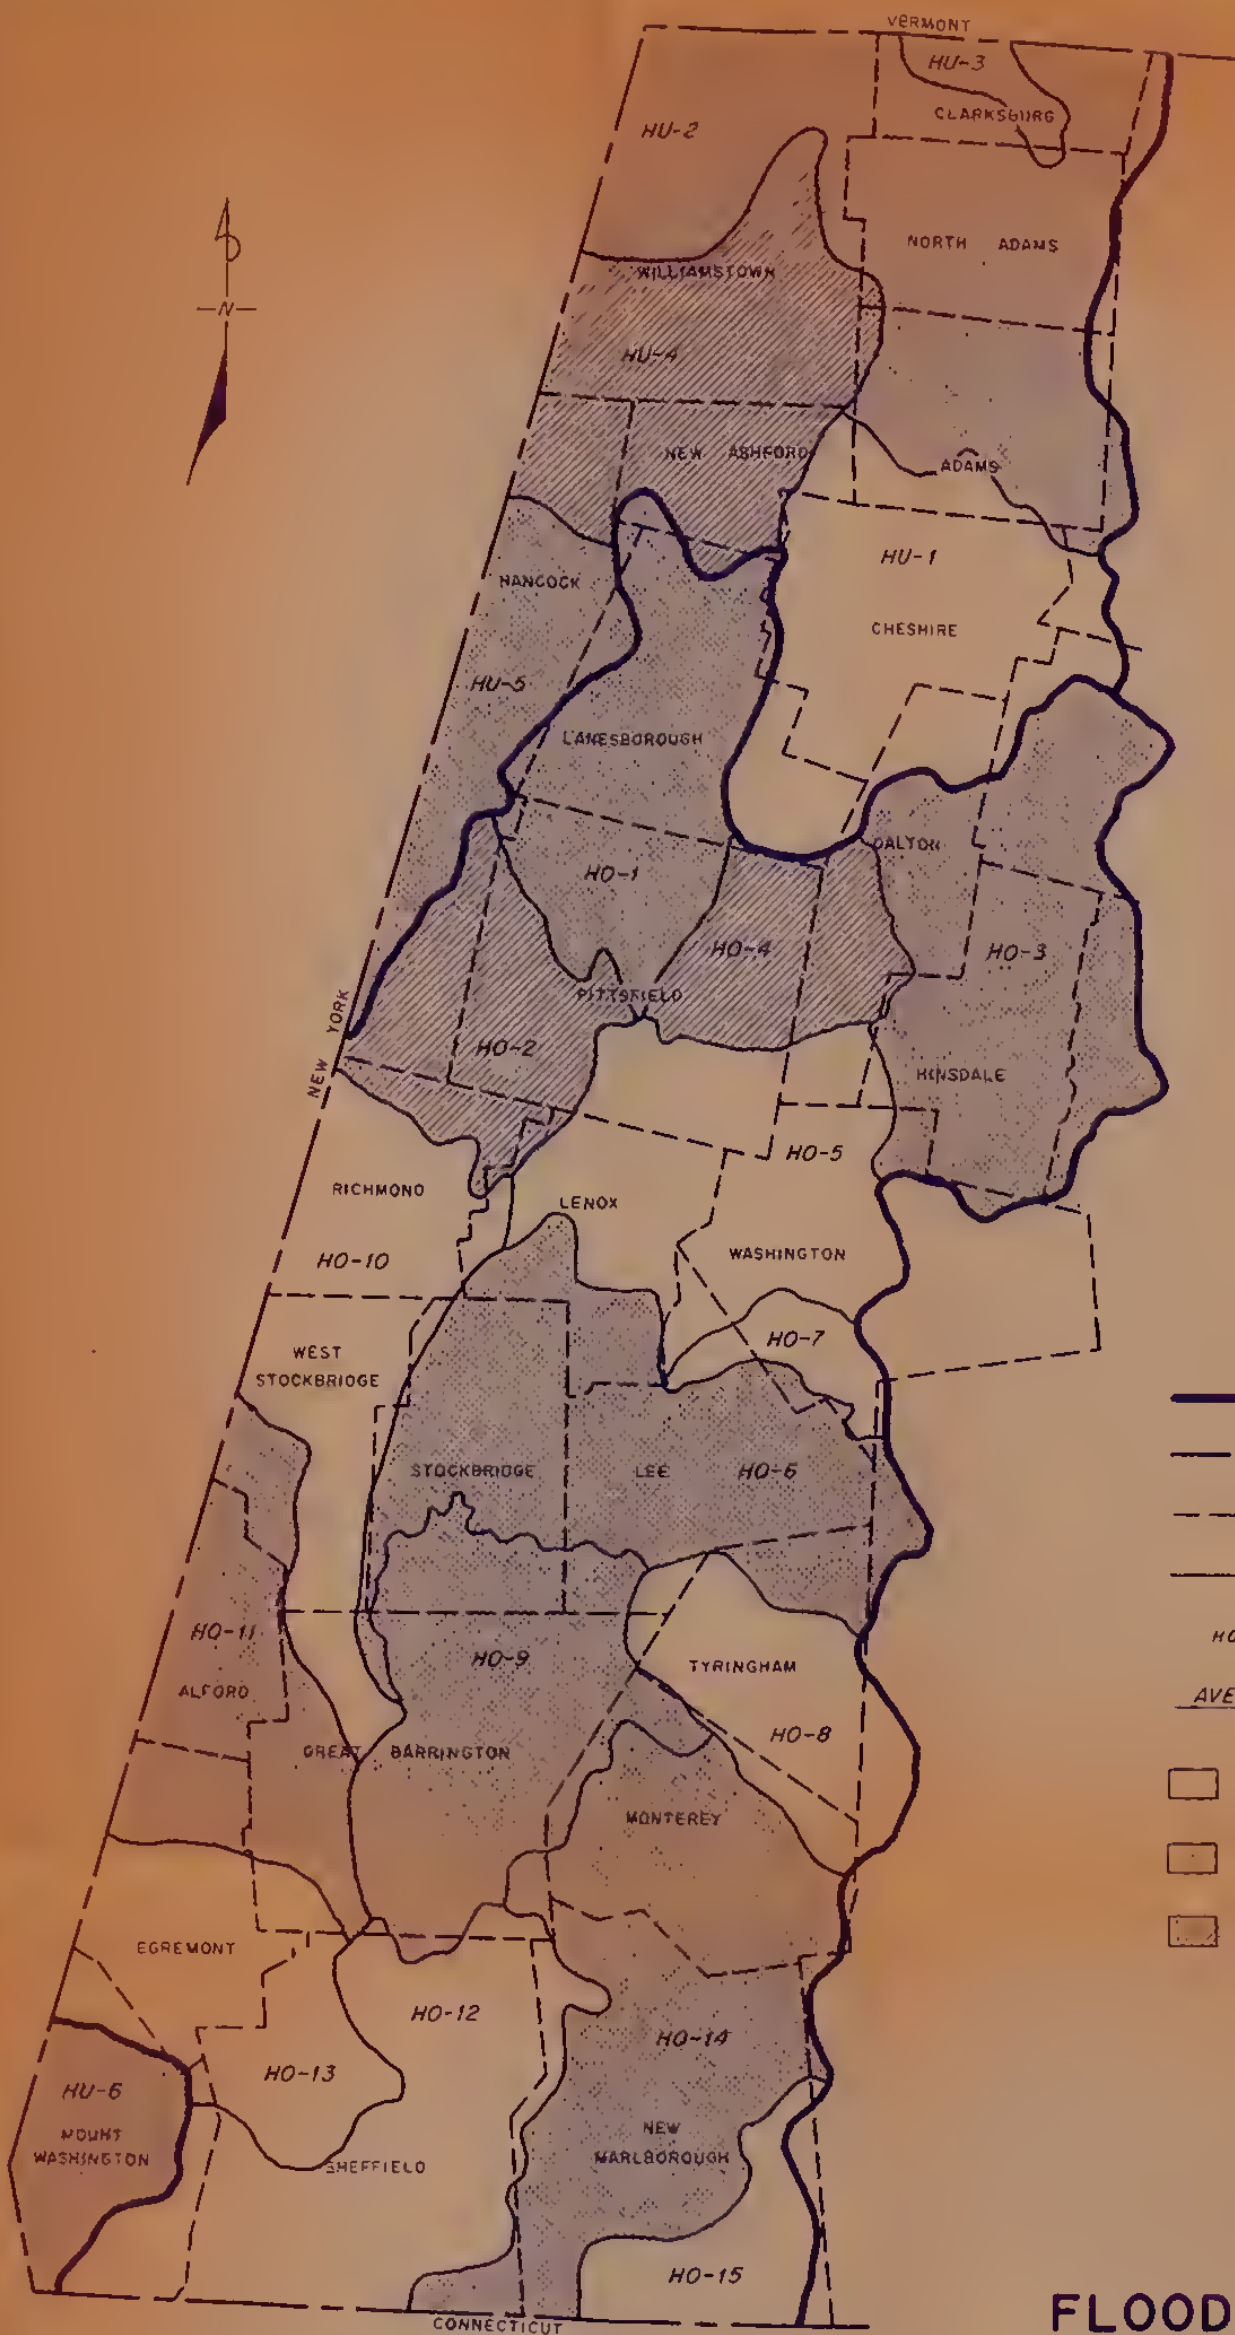 VERMONT
HU-3
CLARKSBURG
HU-2
NORTH ADAMS
WILLIAMSTOWN
N
HU-4
NEW ASHFORD
ADAMS
HU-1
HANCOCK
CHESHIRE
HU-5
LANESBOROUGH
DALTON
HO-1
HO-4
HO-3
PITTSFIELD
NEW YORK
HO-2
HINSDALE
HO-5
RICHMOND
LENOX
WASHINGTON
HO-10
HO-7
WEST
STOCKBRIDGE
STOCKBRIDGE
LEE
HO-6
HO-11
HO
HO-9
TYRINGHAM
ALFORD
AVE
HO-8
GREAT BARRINGTON
MONTEREY
EGREMONT
HO-12
HO-14
HO-13
HU-6
MOUNT
WASHINGTON
NEW
MARLBOROUGH
SHEFFIELD
HO-15
CONNECTICUT
FLOOD